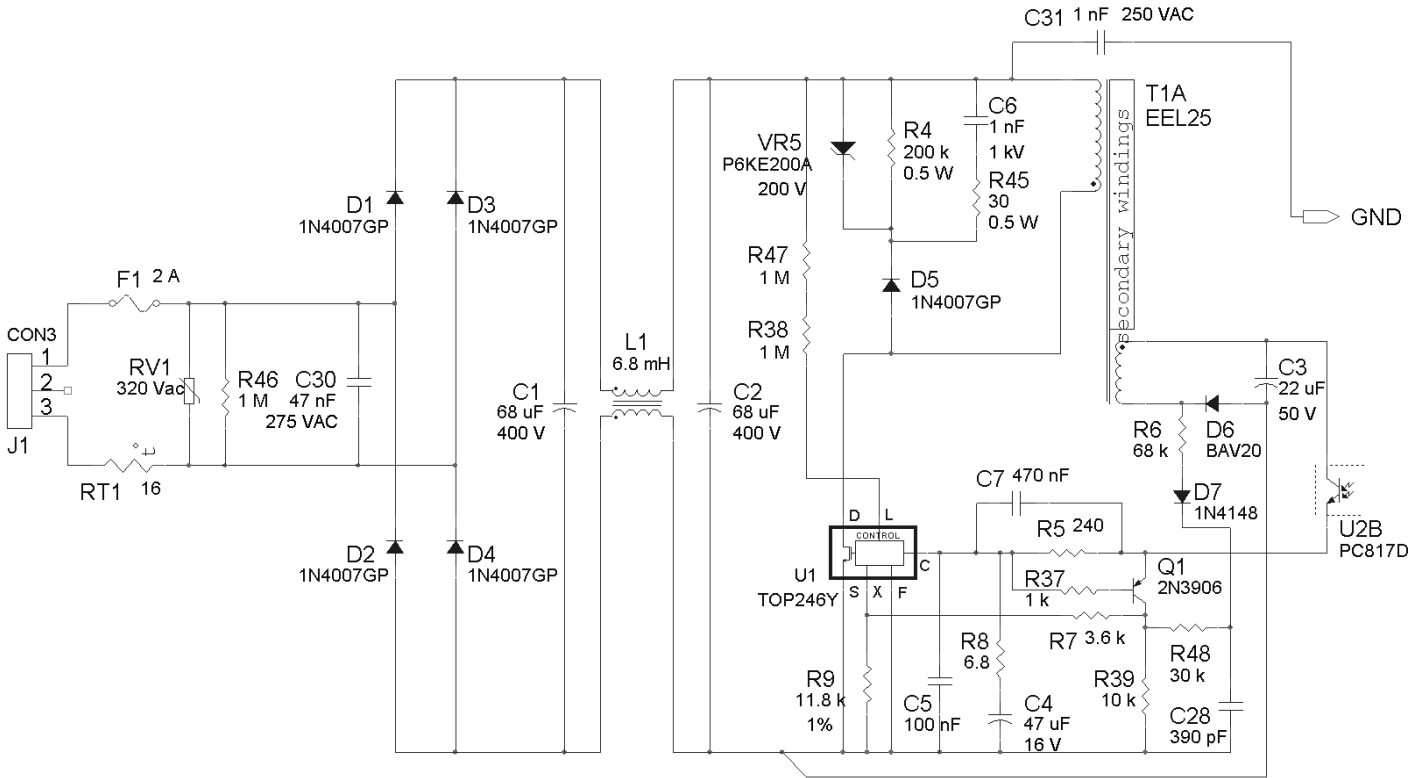 C31 1 nF 250 VAC
T1A
EEL25
secondary windings
C6
1 nF
1 kV
R4
200 k
0.5 W
VR5
P6KE200A
200 V
R45
30
0.5 W
GND
D1
1N4007GP
D3
1N4007GP
R47
1 M
D5
1N4007GP
F1 2 A
CON3
1
2
3
J1
RV1
320 Vac
R46
1 M
C30
47 nF
275 VAC
L1
6.8 mH
R38
1 M
C1
68 uF
400 V
C2
68 uF
400 V
C3
22 uF
50 V
R6
68 k
D6
BAV20
t
RT1 16
C7 470 nF
D7
1N4148
U2B
PC817D
D L
CONTROL
C
S X F
U1
TOP246Y
R5 240
Q1
2N3906
R37
1 k
D2
1N4007GP
D4
1N4007GP
R7 3.6 k
R8
6.8
R48
30 k
R9
11.8 k
1%
R39
10 k
C5
100 nF
C4
47 uF
16 V
C28
390 pF